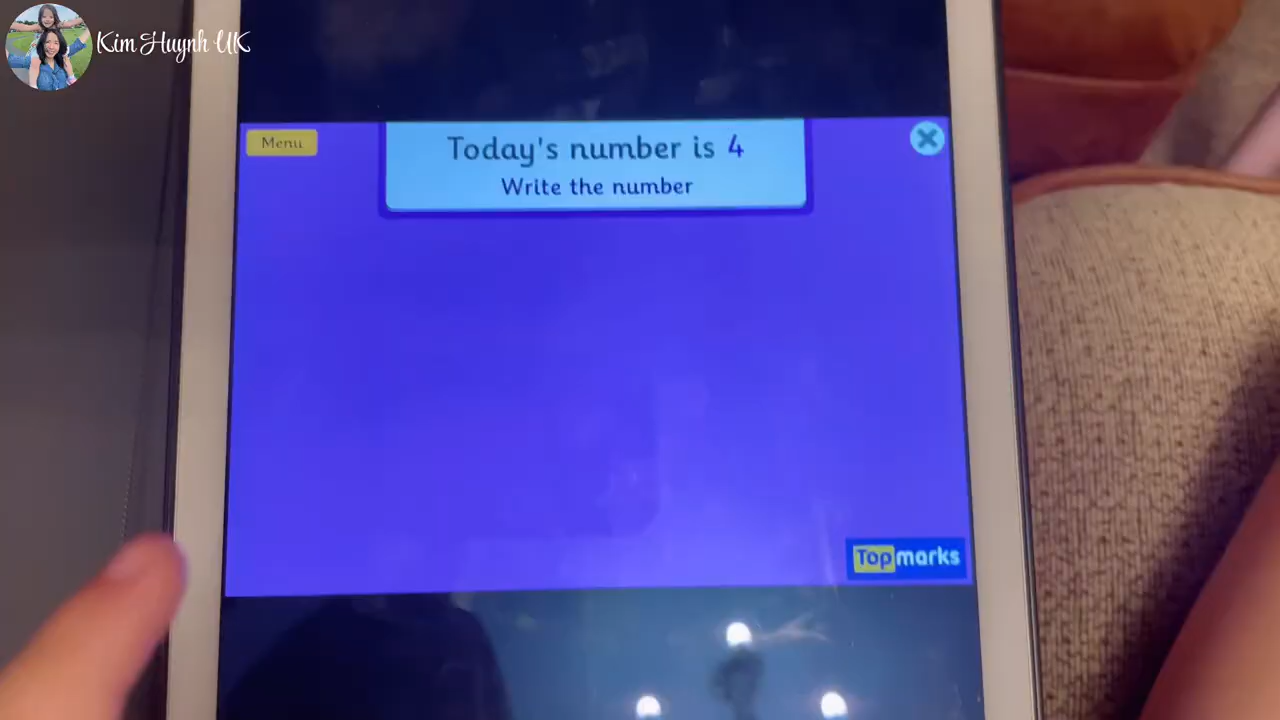 Kim Huynh UK
Menu
Today's number is 4
Write the number
Topmarks